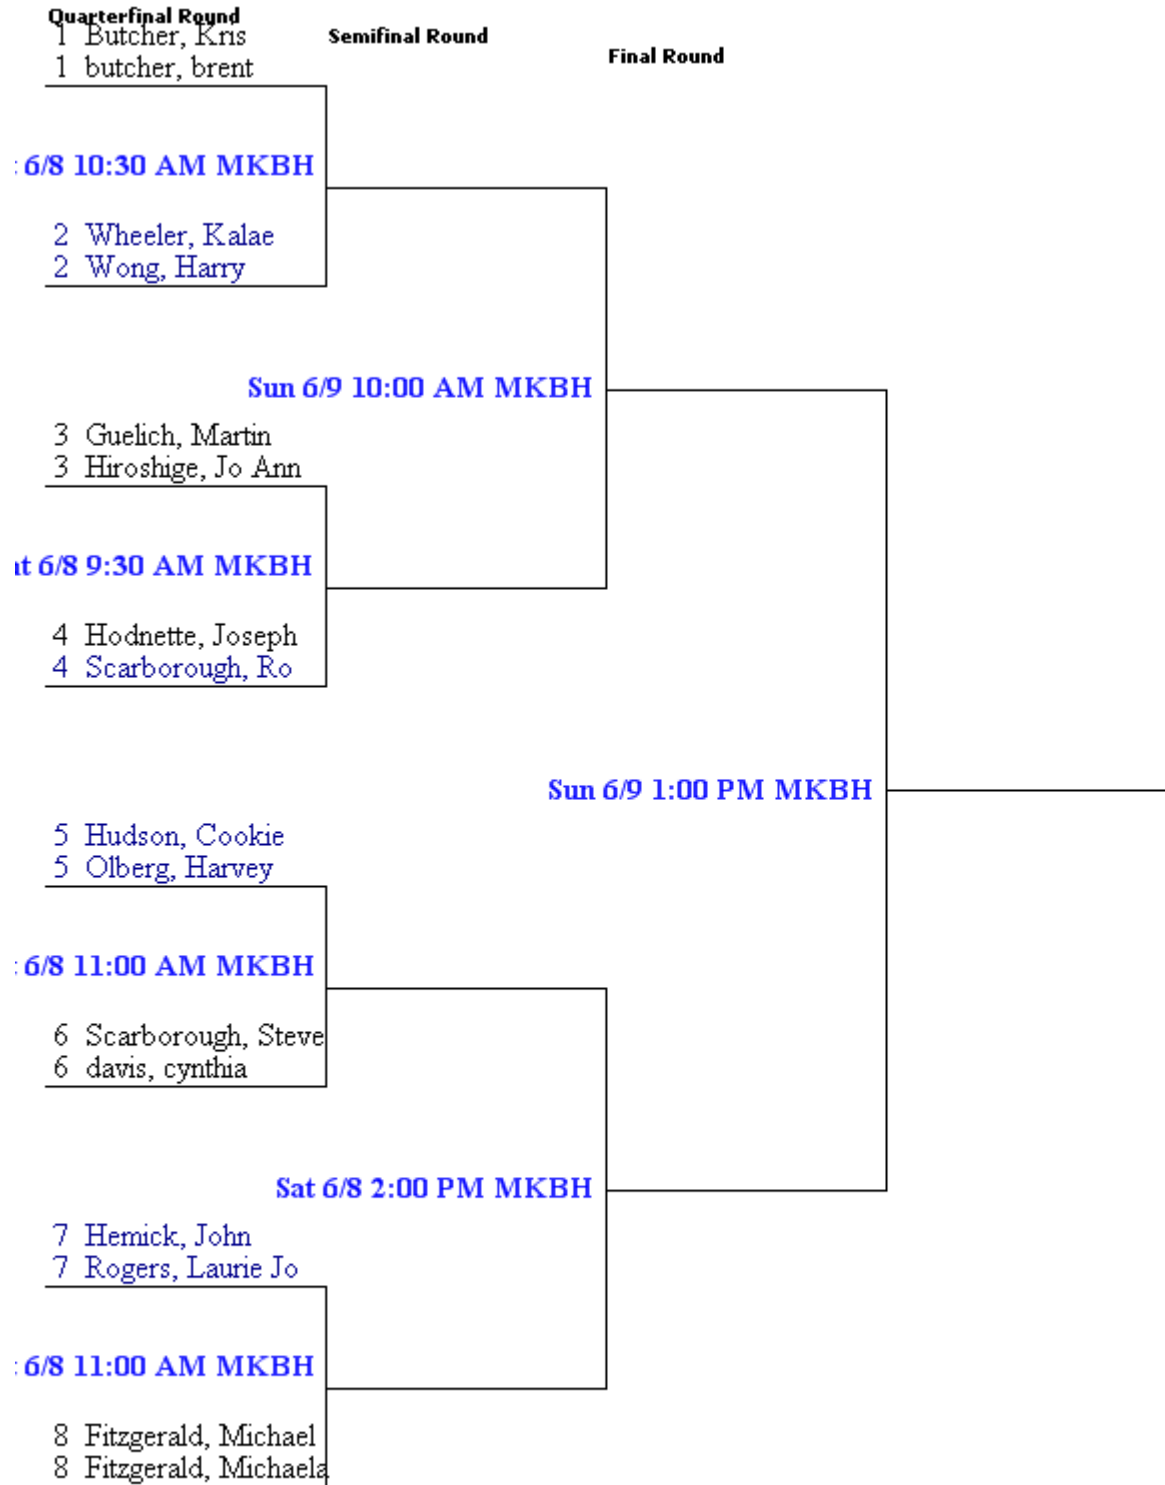 Quarterfinal Round
1 Butcher, Kris
1 butcher, brent
Semifinal Round
Final Round
6/8 10:30 AM MKBH
2 Wheeler, Kalae
2 Wong, Harry
Sun 6/9 10:00 AM MKBH
3 Guelich, Martin
3 Hiroshige, Jo Ann
at 6/8 9:30 AM MKBH
4 Hodnette, Joseph
4 Scarborough, Ro
Sun 6/9 1:00 PM MKBH
5 Hudson, Cookie
5 Olberg, Harvey
6/8 11:00 AM MKBH
6 Scarborough, Steve
6 davis, cynthia
Sat 6/8 2:00 PM MKBH
7 Hemick, John
7 Rogers, Laurie Jo
6/8 11:00 AM MKBH
8 Fitzgerald, Michael
8 Fitzgerald, Michaela